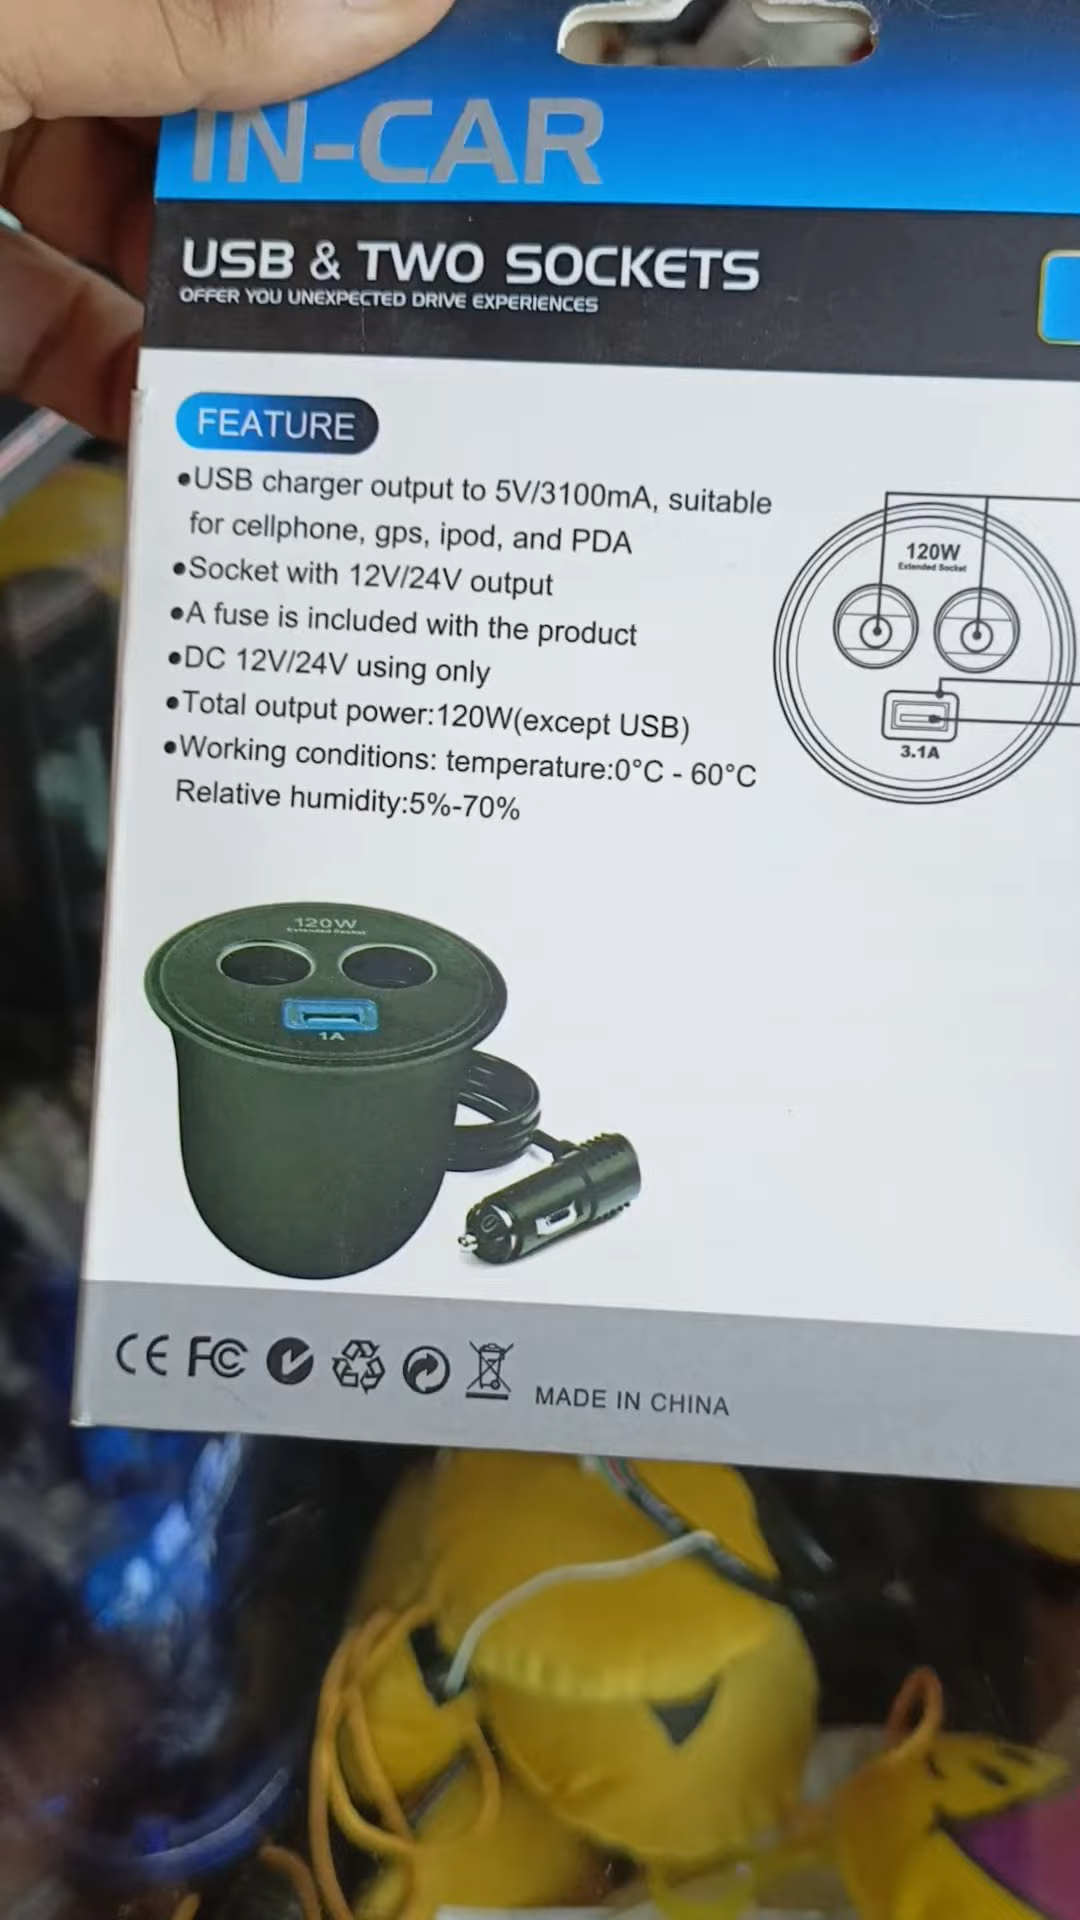 IN-CAR
USB & TWO SOCKETS
OFFER YOU UNEXPECTED DRIVE EXPERIENCES
FEATURE
•USB charger output to 5V/3100mA, suitable
for cellphone, gps, ipod, and PDA
•Socket with 12V/24V output
•A fuse is included with the product
•DC 12V/24V using only
•Total output power:120W(except USB)
•Working conditions: temperature:0°C - 60°C
Relative humidity:5%-70%
120W
Extended Socket
3.1A
120W
Extended Socket
1A
CE FC
MADE IN CHINA